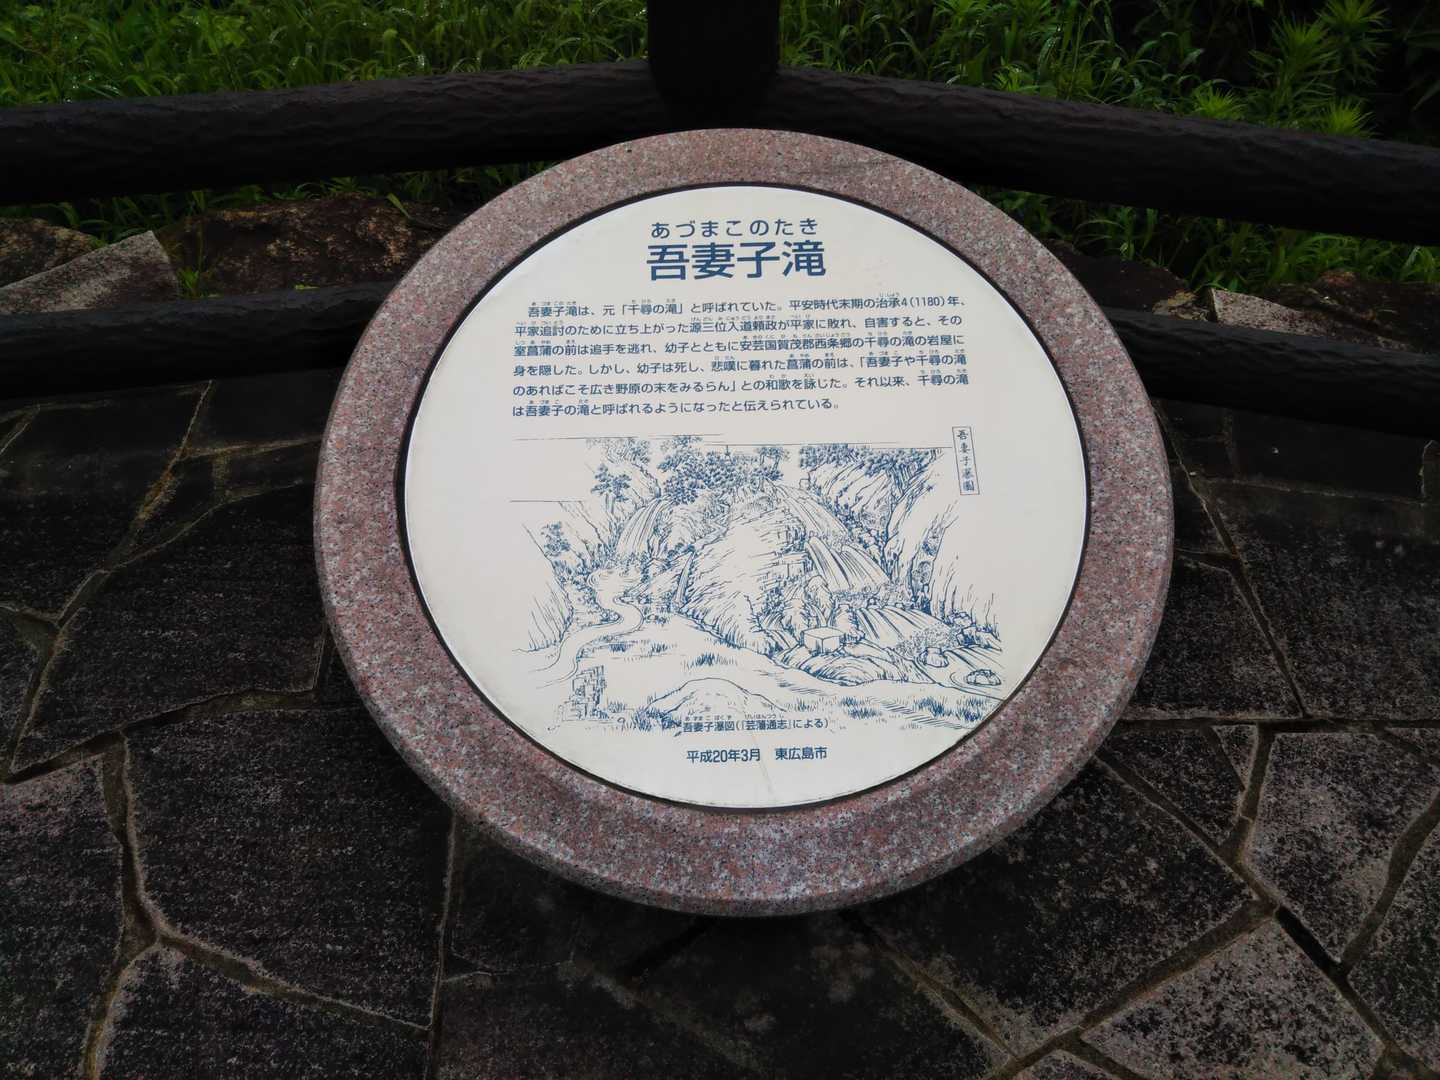 あづまこのたき
吾妻子滝
吾妻子滝は、元「千尋の滝」と呼ばれていた。平安時代末期の治承4(1180)年、
平家追討のために立ち上がった源三位入道頼政が平家に敗れ、自害すると、その
室菖蒲の前は追手を逃れ、幼子とともに安芸国賀茂郡西条郷の千尋の滝の岩屋に
身を隠した。しかし、幼子は死し、悲嘆に暮れた菖蒲の前は、「吾妻子や千尋の滝
のあればこそ広き野原の末をみるらん」との和歌を詠じた。それ以来、千尋の滝
は吾妻子の滝と呼ばれるようになったと伝えられている。
吾妻子瀑圖
吾妻子瀑図(「芸藩通志」による)
平成20年3月 東広島市